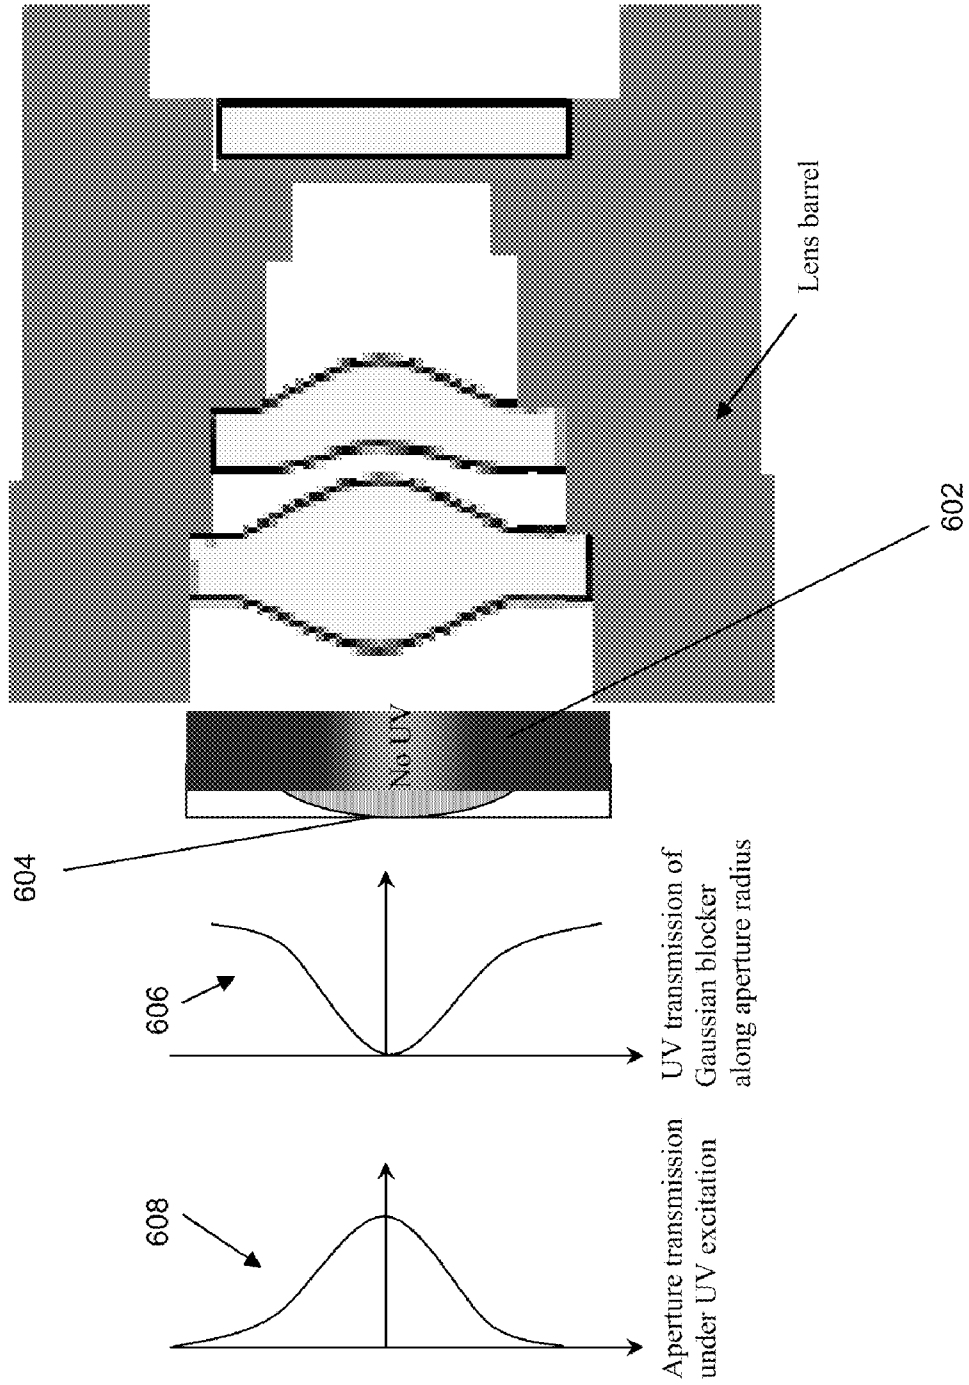 608
Aperture transmission
under UV excitation
606
UV transmission of
Gaussian blocker
along aperture radius
604
No UV
602
Lens barrel